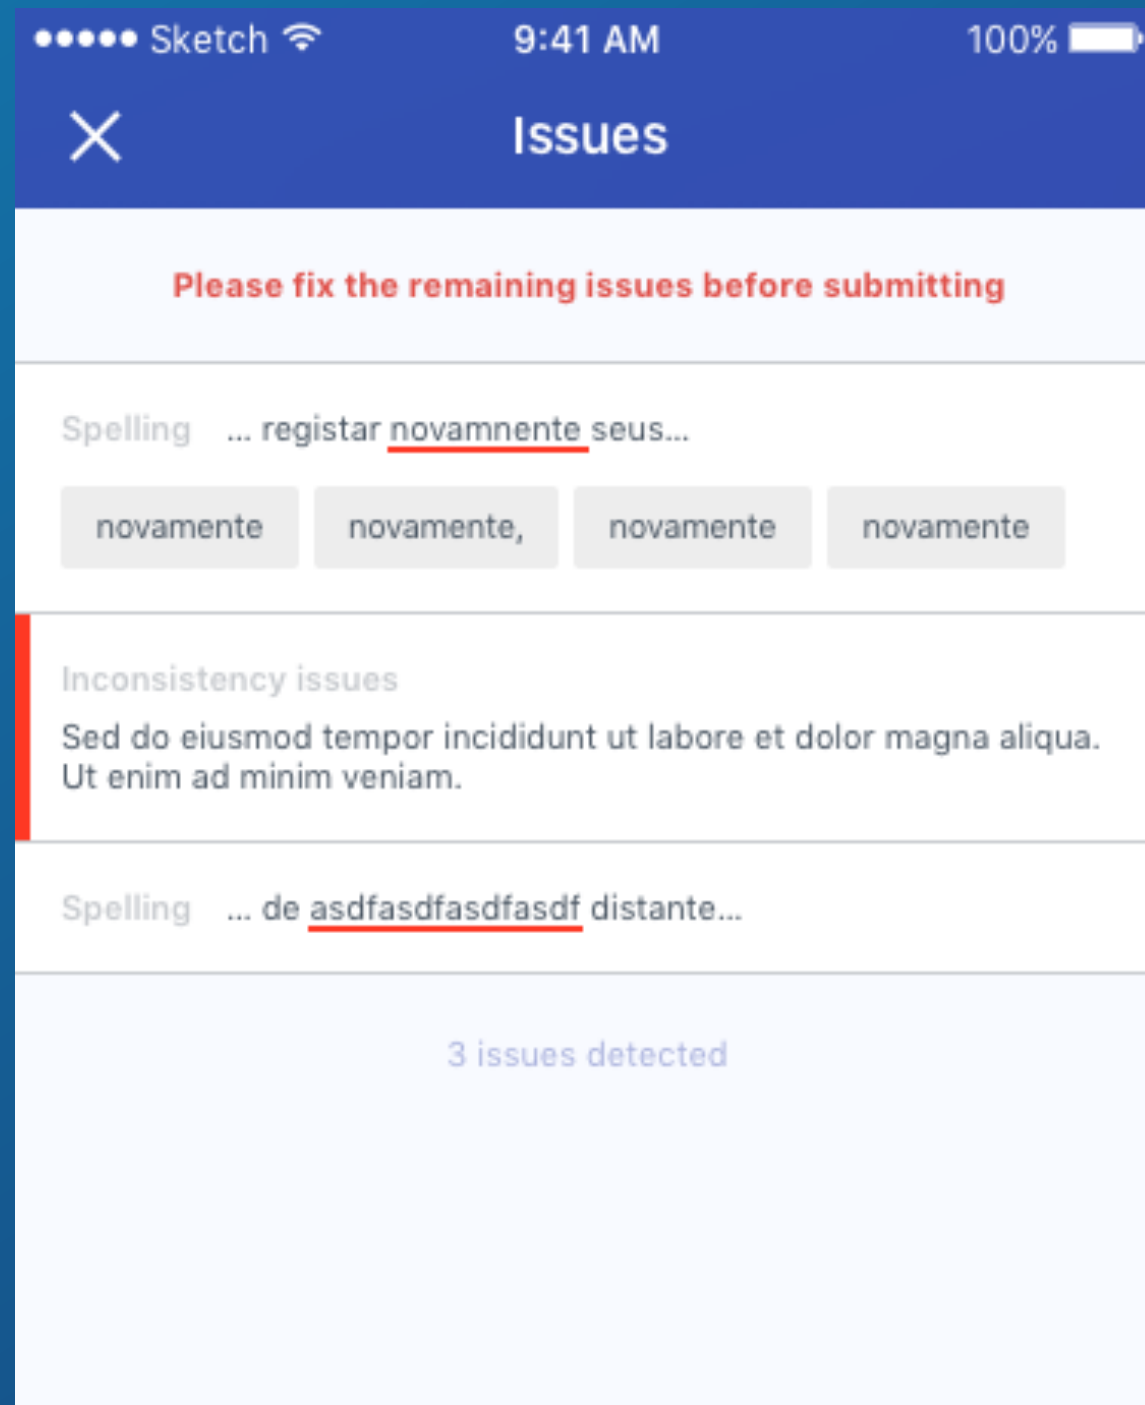 Sketch 9:41 AM 100%
Issues
Please fix the remaining issues before submitting
Spelling ... registar novamnente seus...
novamente novamente, novamente novamente
Inconsistency issues
Sed do eiusmod tempor incididunt ut labore et dolor magna aliqua.
Ut enim ad minim veniam.
Spelling ... de asdfasdfasdfasdf distante...
3 issues detected